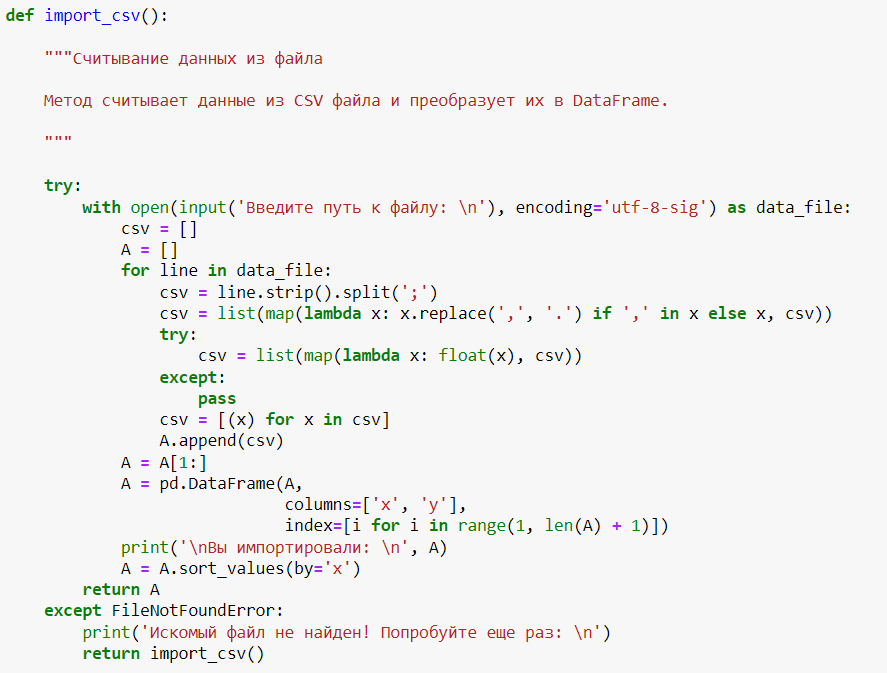 def import_csv():
"""Считывание данных из файла
Метод считывает данные из CSV файла и преобразует их в DataFrame.
"""
try:
with open(input('Введите путь к файлу: \n'), encoding='utf-8-sig') as data_file:
csv = []
A = []
for line in data_file:
csv = line.strip().split(';')
csv = list(map(lambda x: x.replace(',', '.') if ',' in x else x, csv))
try:
csv = list(map(lambda x: float(x), csv))
except:
pass
csv = [(x) for x in csv]
A.append(csv)
A = A[1:]
A = pd.DataFrame(A,
columns=['x', 'y'],
index=[i for i in range(1, len(A) + 1)])
print('\nВы импортировали: \n', A)
A = A.sort_values(by='x')
return A
except FileNotFoundError:
print('Искомый файл не найден! Попробуйте еще раз: \n')
return import_csv()